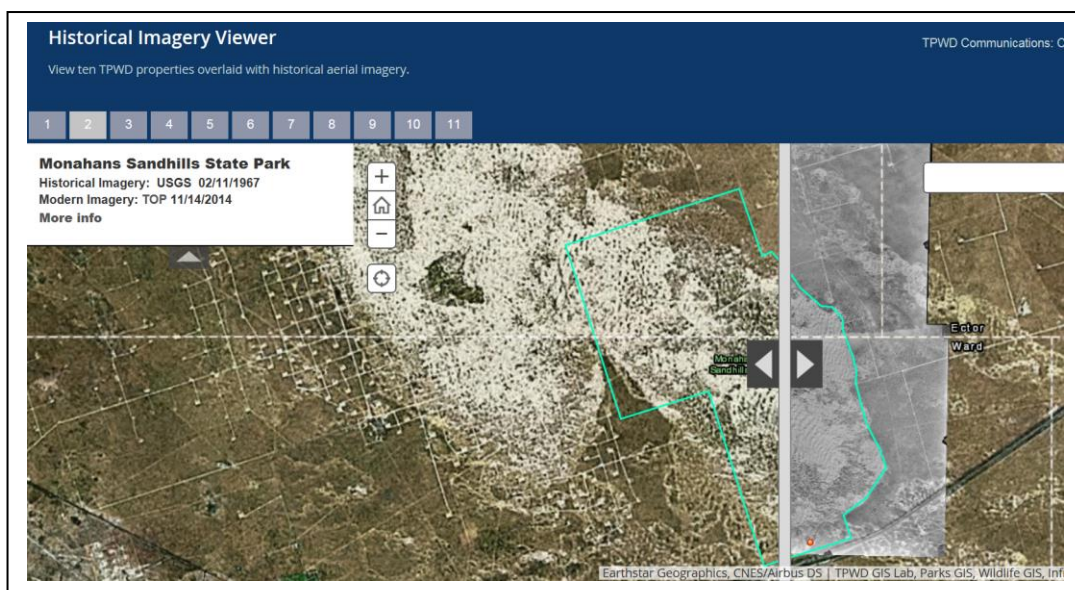 Historical Imagery Viewer
TPWD Communications: C
View ten TPWD properties overlaid with historical aerial imagery.
1 2 3 4 5 6 7 8 9 10 11
Monahans Sandhills State Park
Historical Imagery: USGS 02/11/1967
Modern Imagery: TOP 11/14/2014
More info
+
−
Ector
Ward
Monaha
Sandhill
Earthstar Geographics, CNES/Airbus DS | TPWD GIS Lab, Parks GIS, Wildlife GIS, Inf